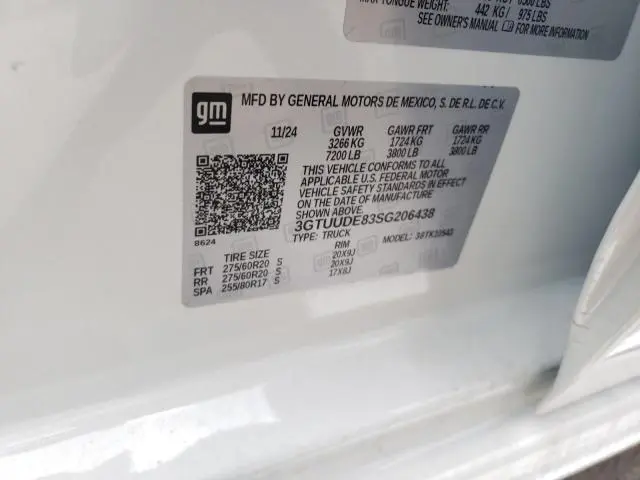 MAX TONGUE WEIGHT: 442 KG / 975 LBS
SEE OWNER'S MANUAL FOR MORE INFORMATION
gm
MFD BY GENERAL MOTORS DE MEXICO, S. DE R.L. DE C.V.
11/24 GVWR GAWR FRT GAWR RR
3266 KG 1724 KG 1724 KG
7200 LB 3800 LB 3800 LB
THIS VEHICLE CONFORMS TO ALL
APPLICABLE U.S. FEDERAL MOTOR
VEHICLE SAFETY STANDARDS IN EFFECT
ON THE DATE OF MANUFACTURE
SHOWN ABOVE.
3GTUUDE83SG206438
TYPE: TRUCK MODEL:
8624
TIRE SIZE RIM
FRT 275/60R20 S 20X9J
RR 275/60R20 S 20X9J
SPA 255/80R17 S 17X8J